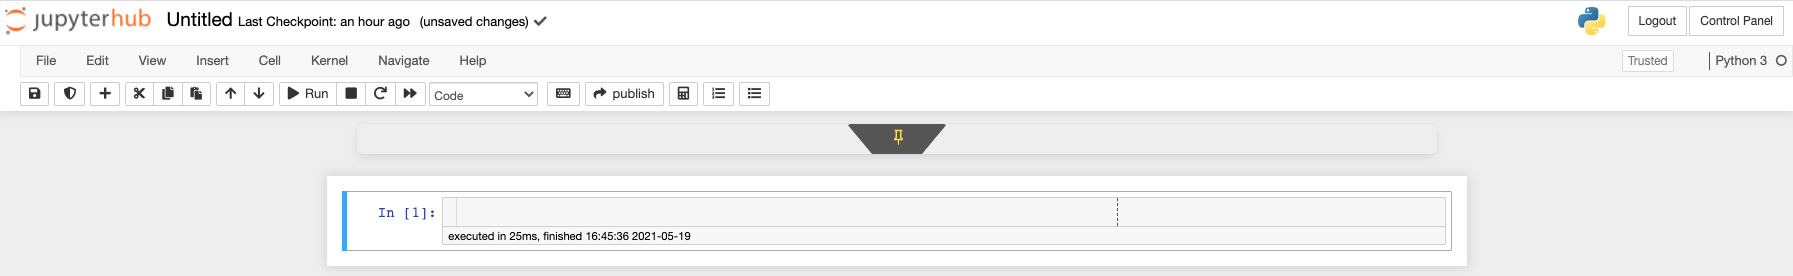 jupyterhub Untitled Last Checkpoint: an hour ago (unsaved changes) Logout Control Panel
File Edit View Insert Cell Kernel Navigate Help Trusted Python 3
Run Code publish
In [1]:
executed in 25ms, finished 16:45:36 2021-05-19